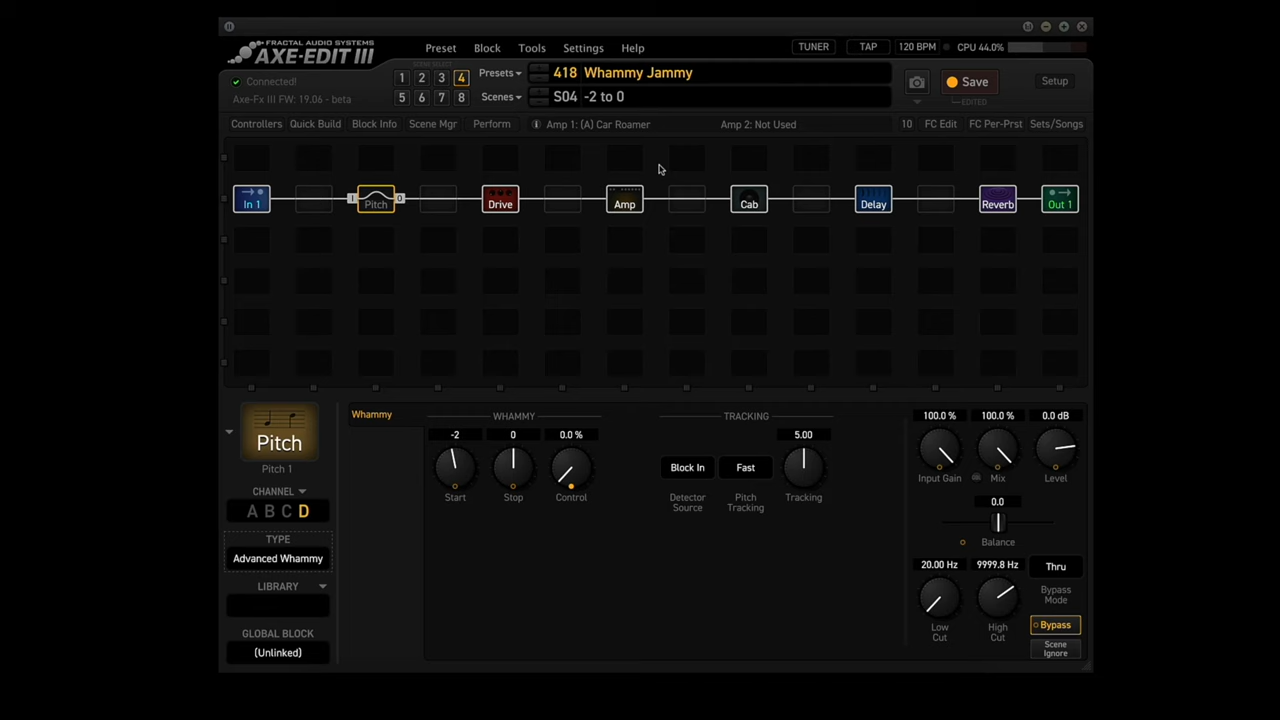 FRACTAL AUDIO SYSTEMS
AXE-EDIT III
Preset Block Tools Settings Help
TUNER TAP 120 BPM CPU 44.0%
Connected!
Axe-Fx III FW: 19.06 - beta
SCENE SELECT
1 2 3 4
5 6 7 8
Presets 418 Whammy Jammy
Scenes S04 -2 to 0
Save
EDITED
Setup
Controllers Quick Build Block Info Scene Mgr Perform Amp 1: (A) Car Roamer Amp 2: Not Used 10 FC Edit FC Per-Prst Sets/Songs
In 1 I Pitch O Drive Amp Cab Delay Reverb Out 1
Pitch
Pitch 1
CHANNEL
A B C D
TYPE
Advanced Whammy
LIBRARY
GLOBAL BLOCK
(Unlinked)
Whammy
WHAMMY
-2 0 0.0 %
Start Stop Control
TRACKING
5.00
Block In Fast
Detector Source
Pitch Tracking
Tracking
100.0 % 100.0 % 0.0 dB
Input Gain Mix Level
0.0
Balance
20.00 Hz 9999.8 Hz Thru
Low Cut
High Cut
Bypass Mode
Bypass
Scene Ignore